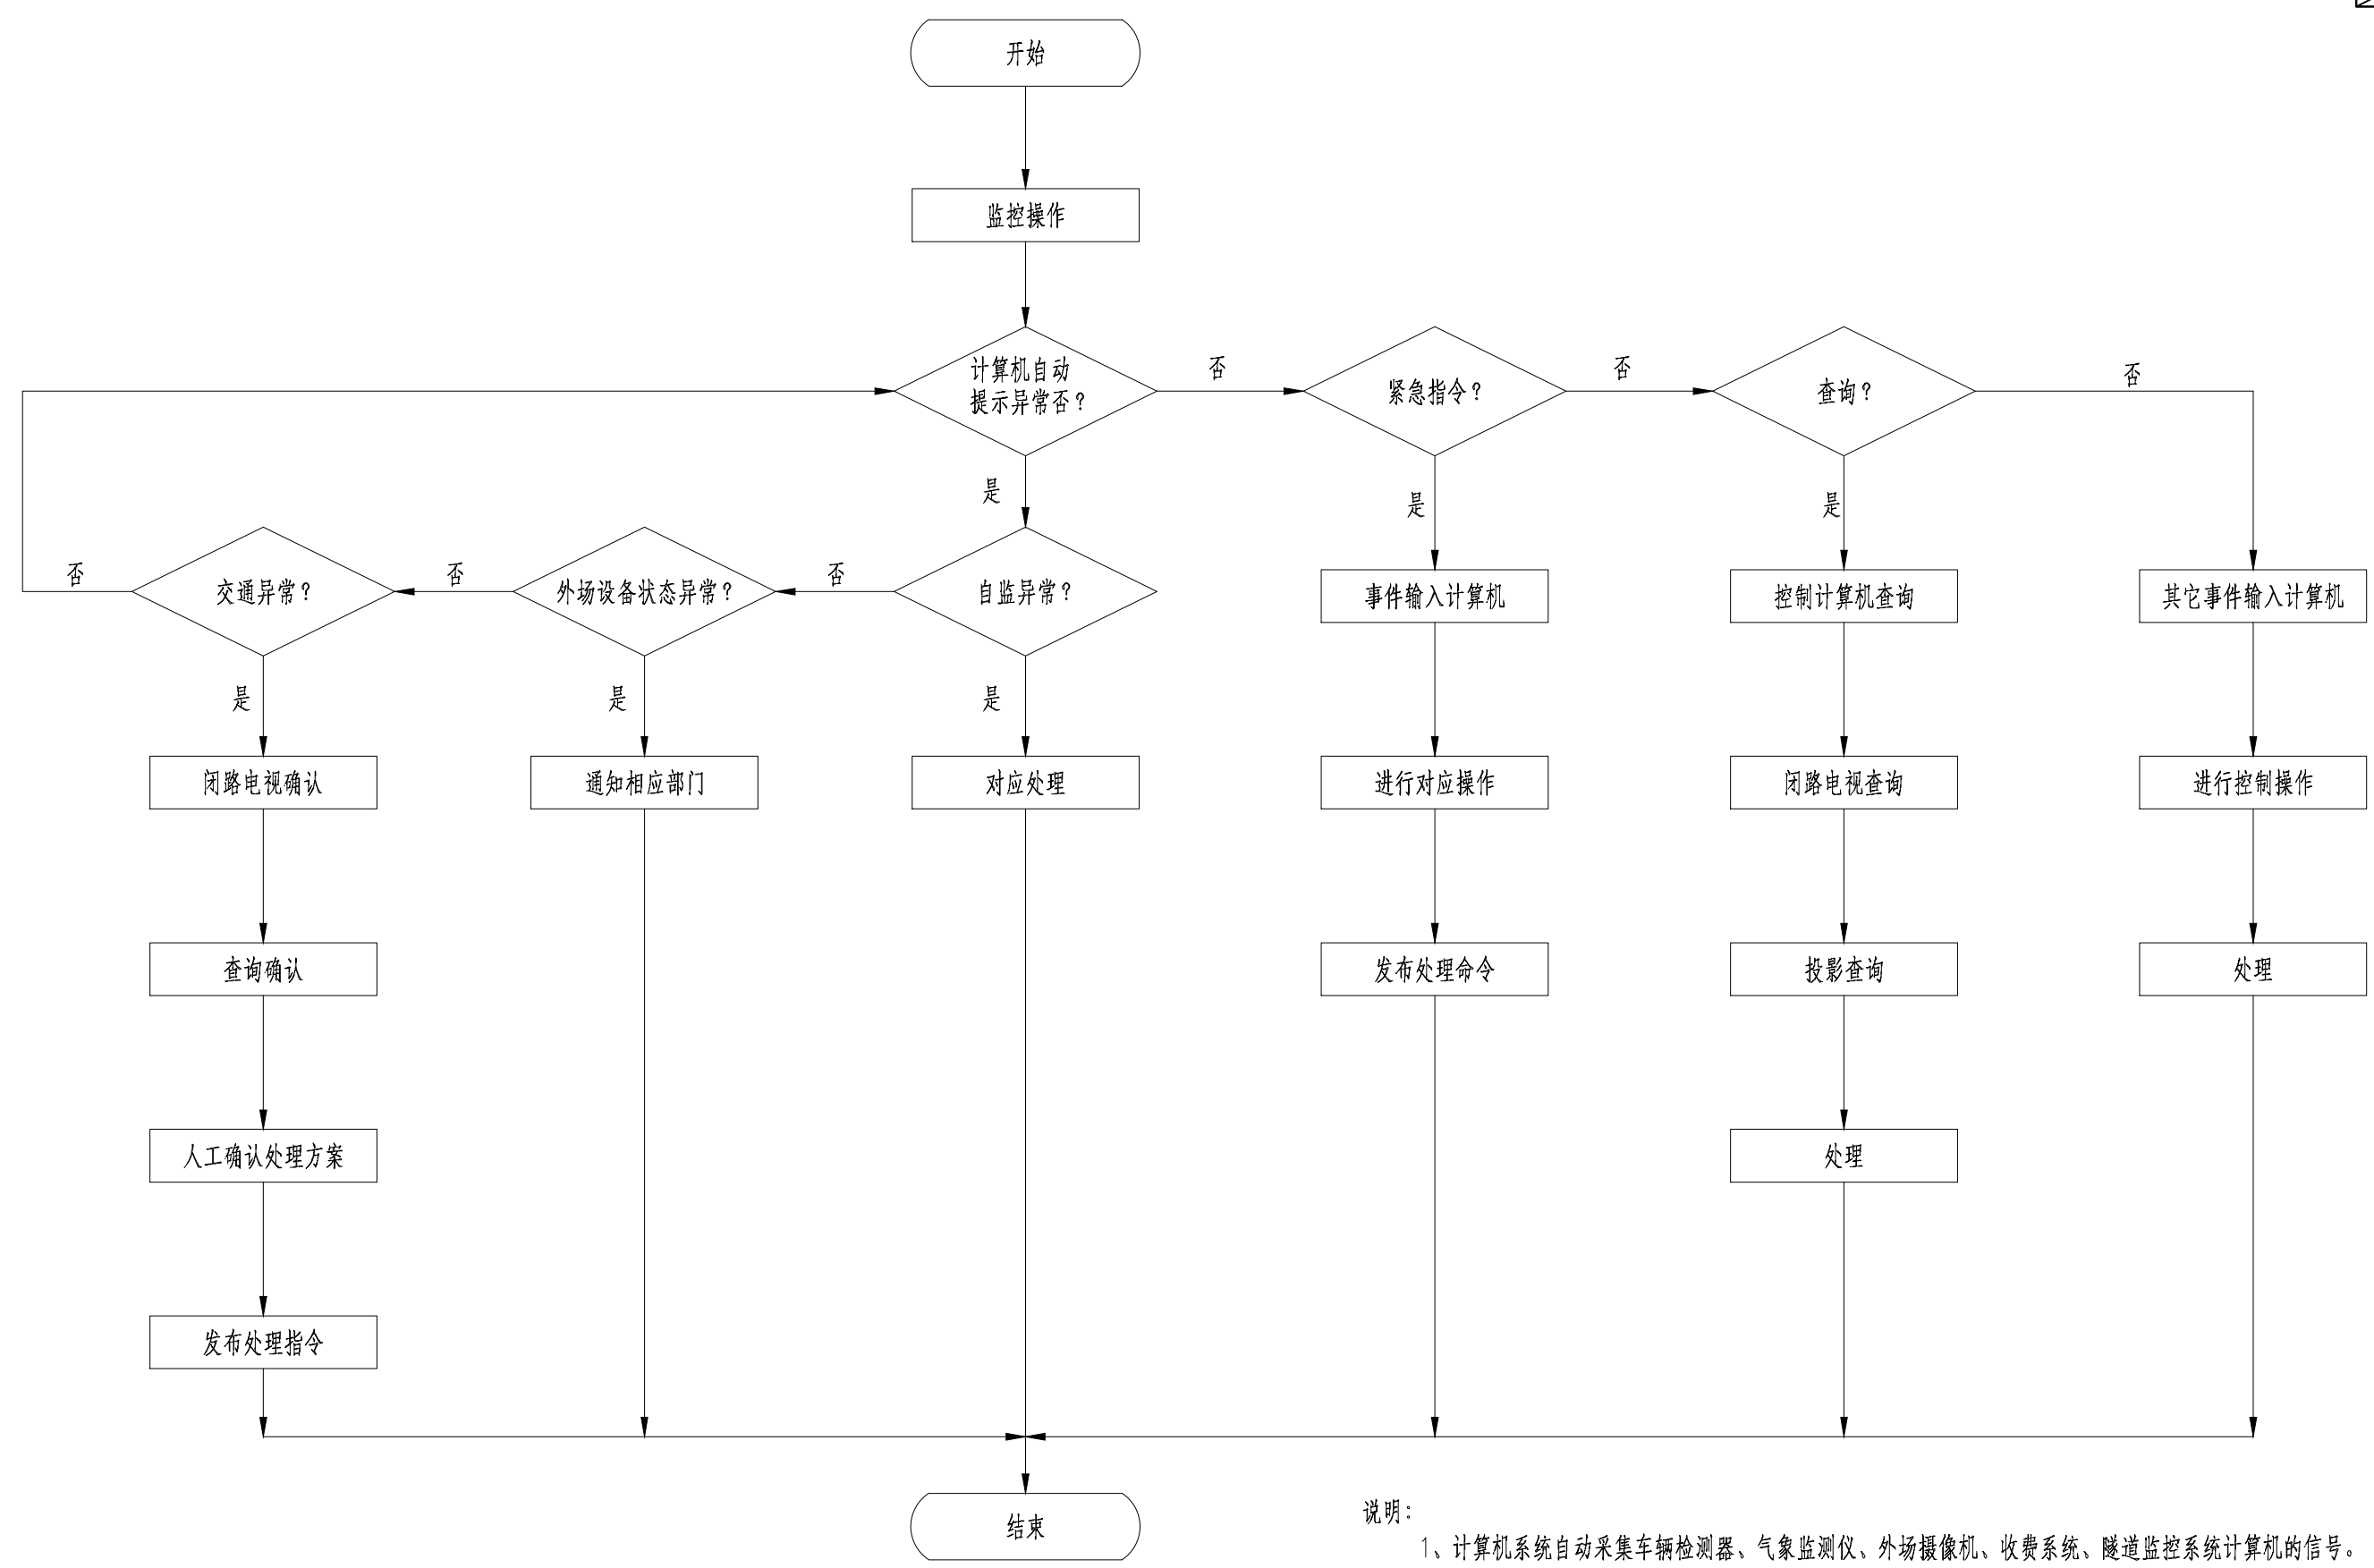 开始
监控操作
计算机自动
提示异常否？
否
紧急指令？
否
查询？
否
是
是
是
否
交通异常？
否
外场设备状态异常？
否
自监异常？
事件输入计算机
控制计算机查询
其它事件输入计算机
是
是
是
闭路电视确认
通知相应部门
对应处理
进行对应操作
闭路电视查询
进行控制操作
查询确认
发布处理命令
投影查询
处理
人工确认处理方案
处理
发布处理指令
结束
说明：
1、计算机系统自动采集车辆检测器、气象监测仪、外场摄像机、收费系统、隧道监控系统计算机的信号。